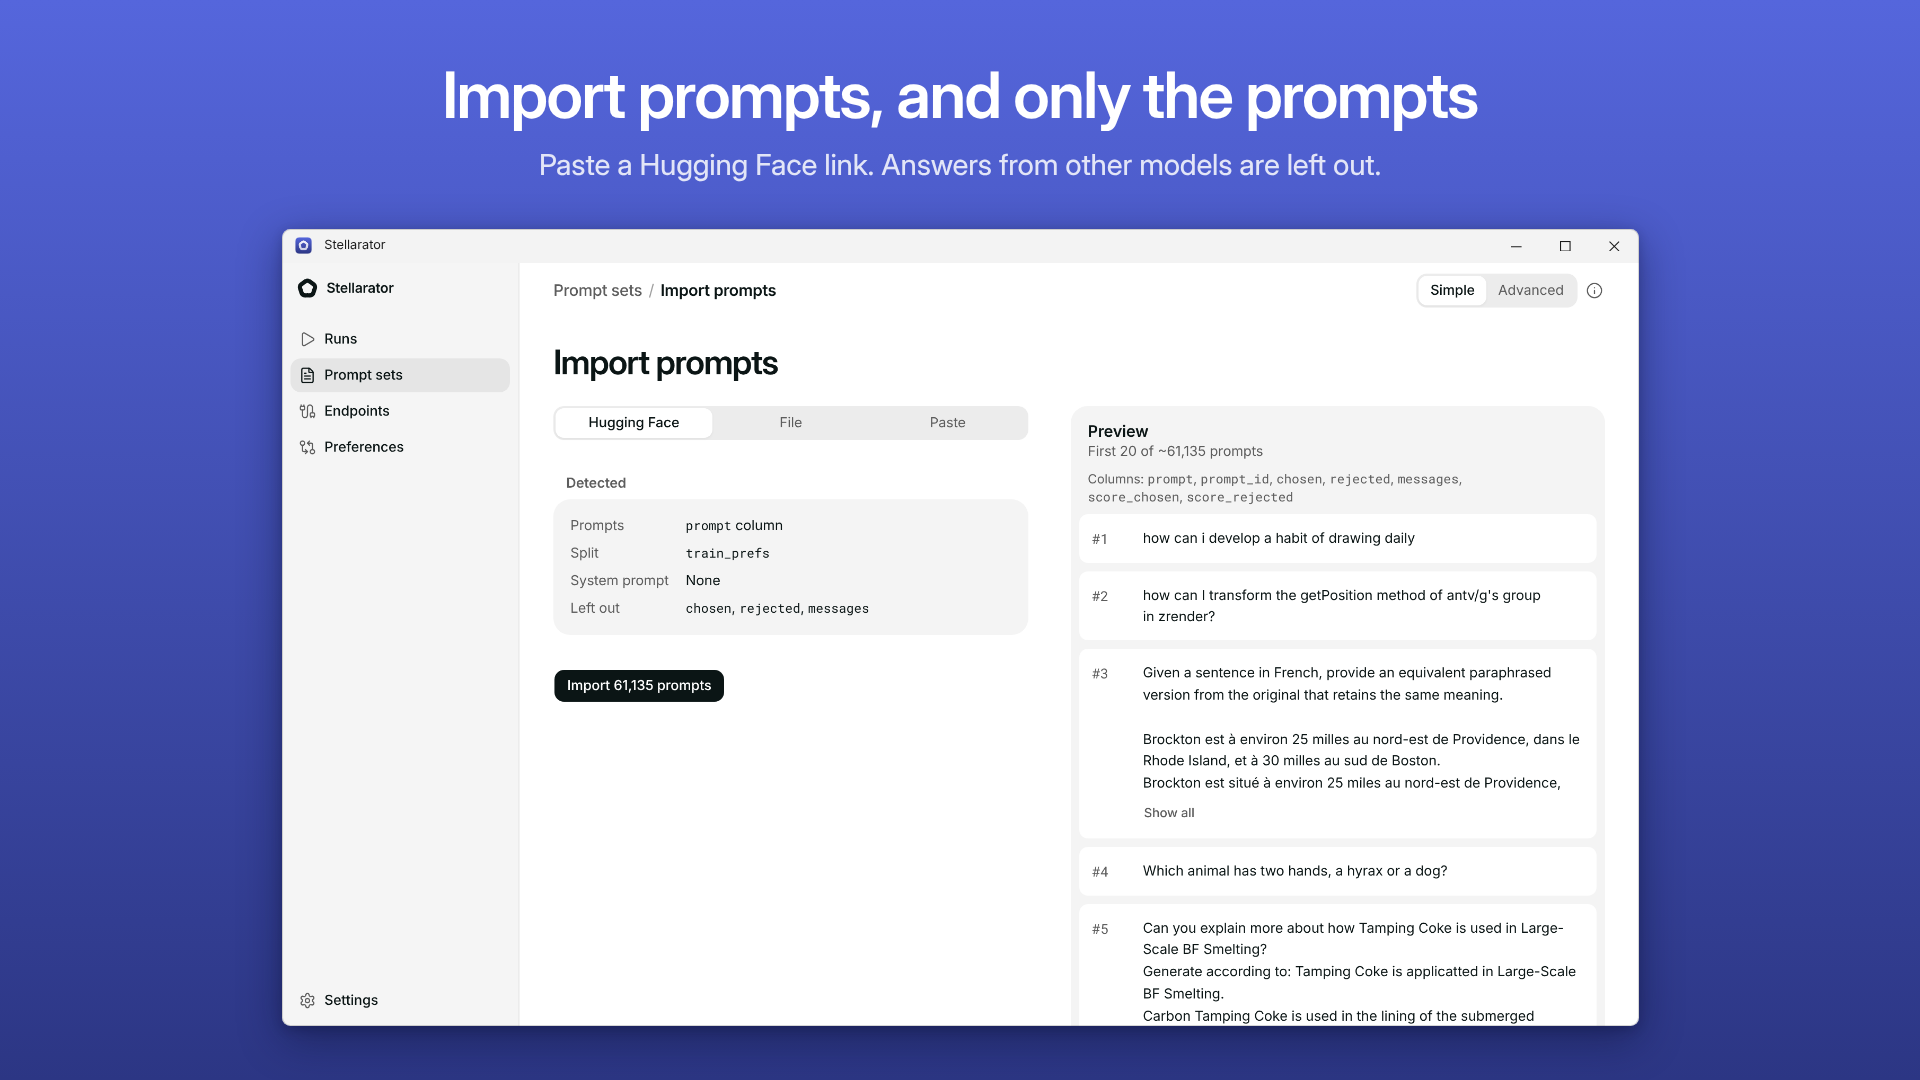 Import prompts, and only the prompts
Paste a Hugging Face link. Answers from other models are left out.
Stellarator
Stellarator
Runs
Prompt sets
Endpoints
Preferences
Settings
Prompt sets / Import prompts
Simple Advanced
Import prompts
Hugging Face File Paste
Detected
Prompts prompt column
Split train_prefs
System prompt None
Left out chosen, rejected, messages
Import 61,135 prompts
Preview
First 20 of ~61,135 prompts
Columns: prompt, prompt_id, chosen, rejected, messages,
score_chosen, score_rejected
#1 how can i develop a habit of drawing daily
#2 how can I transform the getPosition method of antv/g's group
in zrender?
#3 Given a sentence in French, provide an equivalent paraphrased
version from the original that retains the same meaning.
Brockton est à environ 25 milles au nord-est de Providence, dans le
Rhode Island, et à 30 milles au sud de Boston.
Brockton est situé à environ 25 miles au nord-est de Providence,
Show all
#4 Which animal has two hands, a hyrax or a dog?
#5 Can you explain more about how Tamping Coke is used in Large-
Scale BF Smelting?
Generate according to: Tamping Coke is applicatted in Large-Scale
BF Smelting.
Carbon Tamping Coke is used in the lining of the submerged